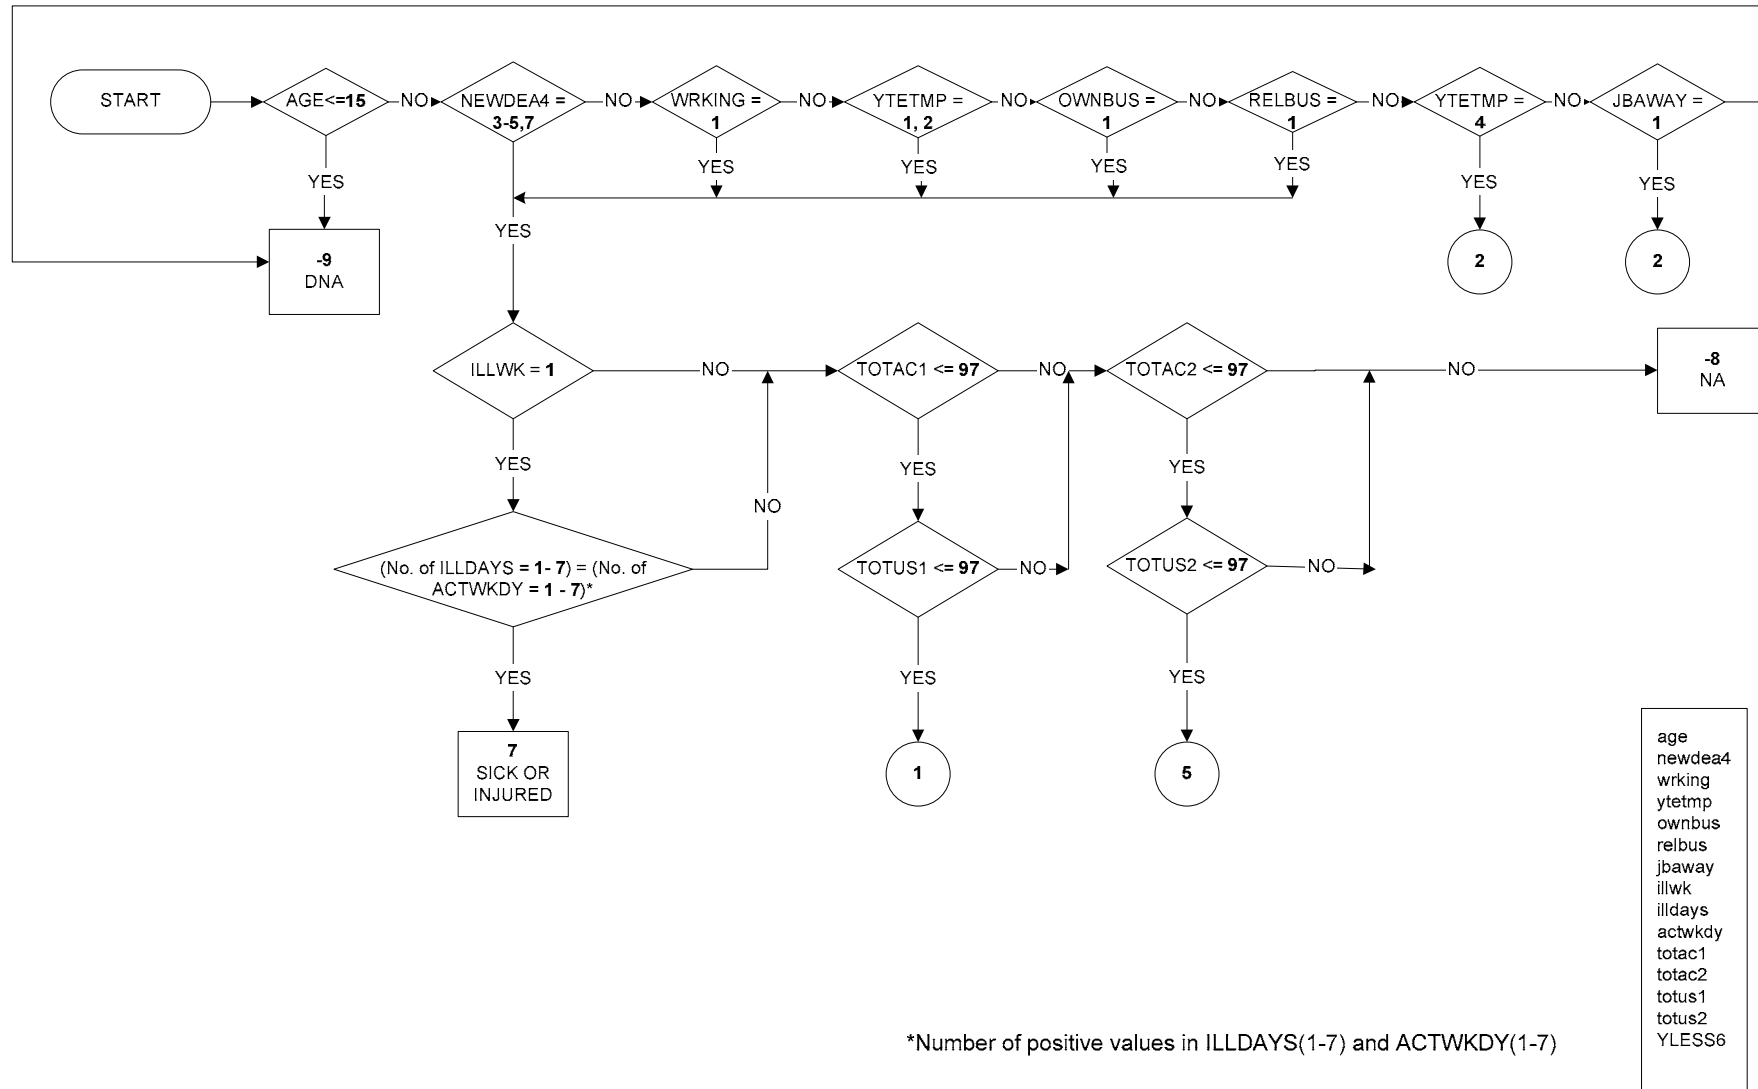 START
AGE<=15
NO
NEWDEA4 =
3-5,7
NO
WRKING =
1
NO
YTETMP =
1, 2
NO
OWNBUS =
1
NO
RELBUS =
1
NO
YTETMP =
4
NO
JBAWAY =
1
YES
YES
YES
YES
YES
YES
YES
YES
-9
DNA
2
2
ILLWK = 1
NO
TOTAC1 <= 97
NO
TOTAC2 <= 97
NO
-8
NA
YES
YES
YES
NO
(No. of ILLDAYS = 1- 7) = (No. of
ACTWKDY = 1 - 7)*
TOTUS1 <= 97
NO
TOTUS2 <= 97
NO
YES
YES
YES
7
SICK OR
INJURED
1
5
age
newdea4
wrking
ytetmp
ownbus
relbus
jbaway
illwk
illdays
actwkdy
totac1
totac2
totus1
totus2
YLESS6
*Number of positive values in ILLDAYS(1-7) and ACTWKDY(1-7)